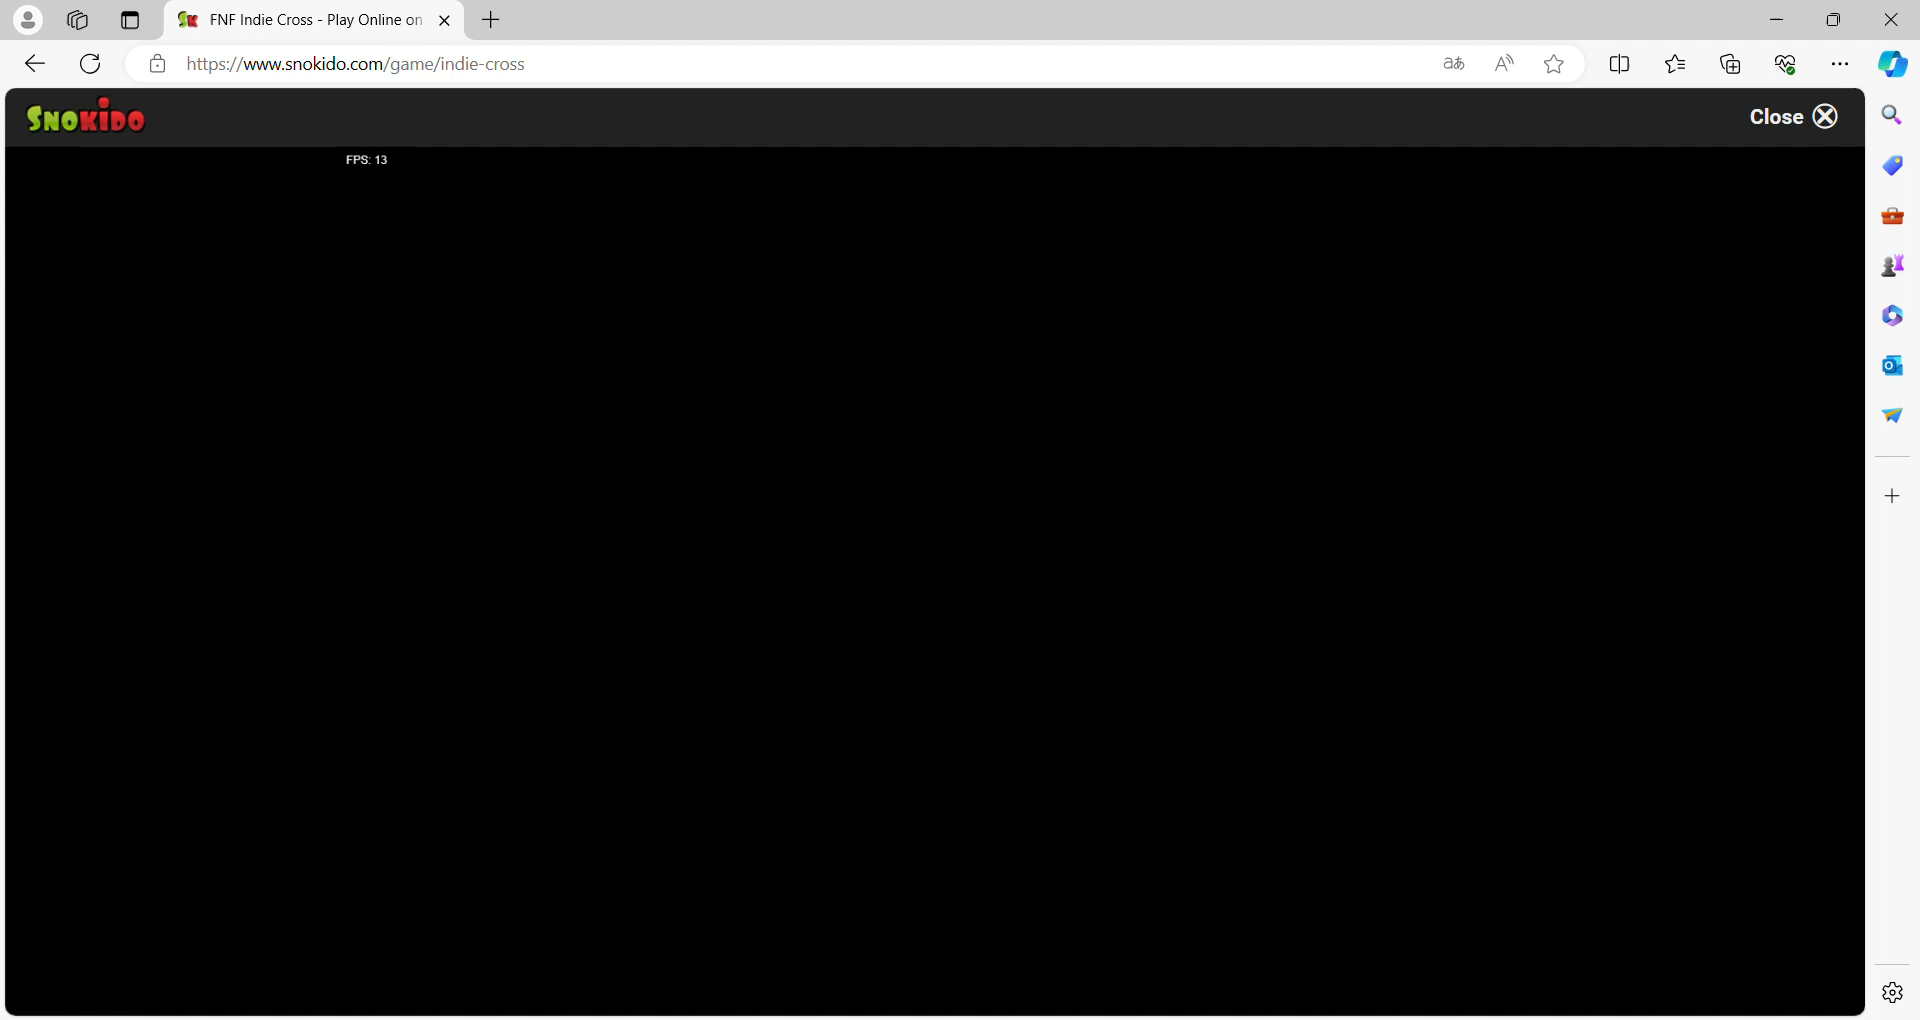 FNF Indie Cross - Play Online on
https://www.snokido.com/game/indie-cross
SNOKIDO
Close
FPS: 13